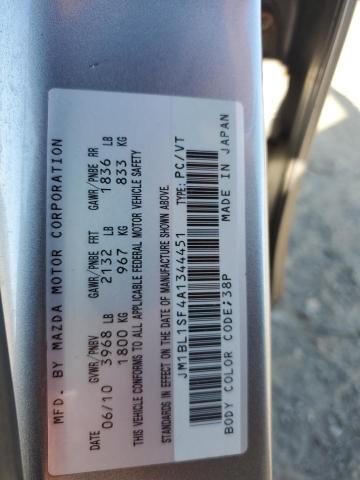 MFD. BY MAZDA MOTOR CORPORATION
DATE GVWR/PNBV GAWR/PNBE FRT GAWR/PNBE RR
06/10 3968 LB 2132 LB 1836 LB
1800 KG 967 KG 833 KG
THIS VEHICLE CONFORMS TO ALL APPLICABLE FEDERAL MOTOR VEHICLE SAFETY
STANDARDS IN EFFECT ON THE DATE OF MANUFACTURE SHOWN ABOVE.
JM1BL1SF4A1344451 TYPE:PC/VT
BODY COLOR CODE:38P MADE IN JAPAN